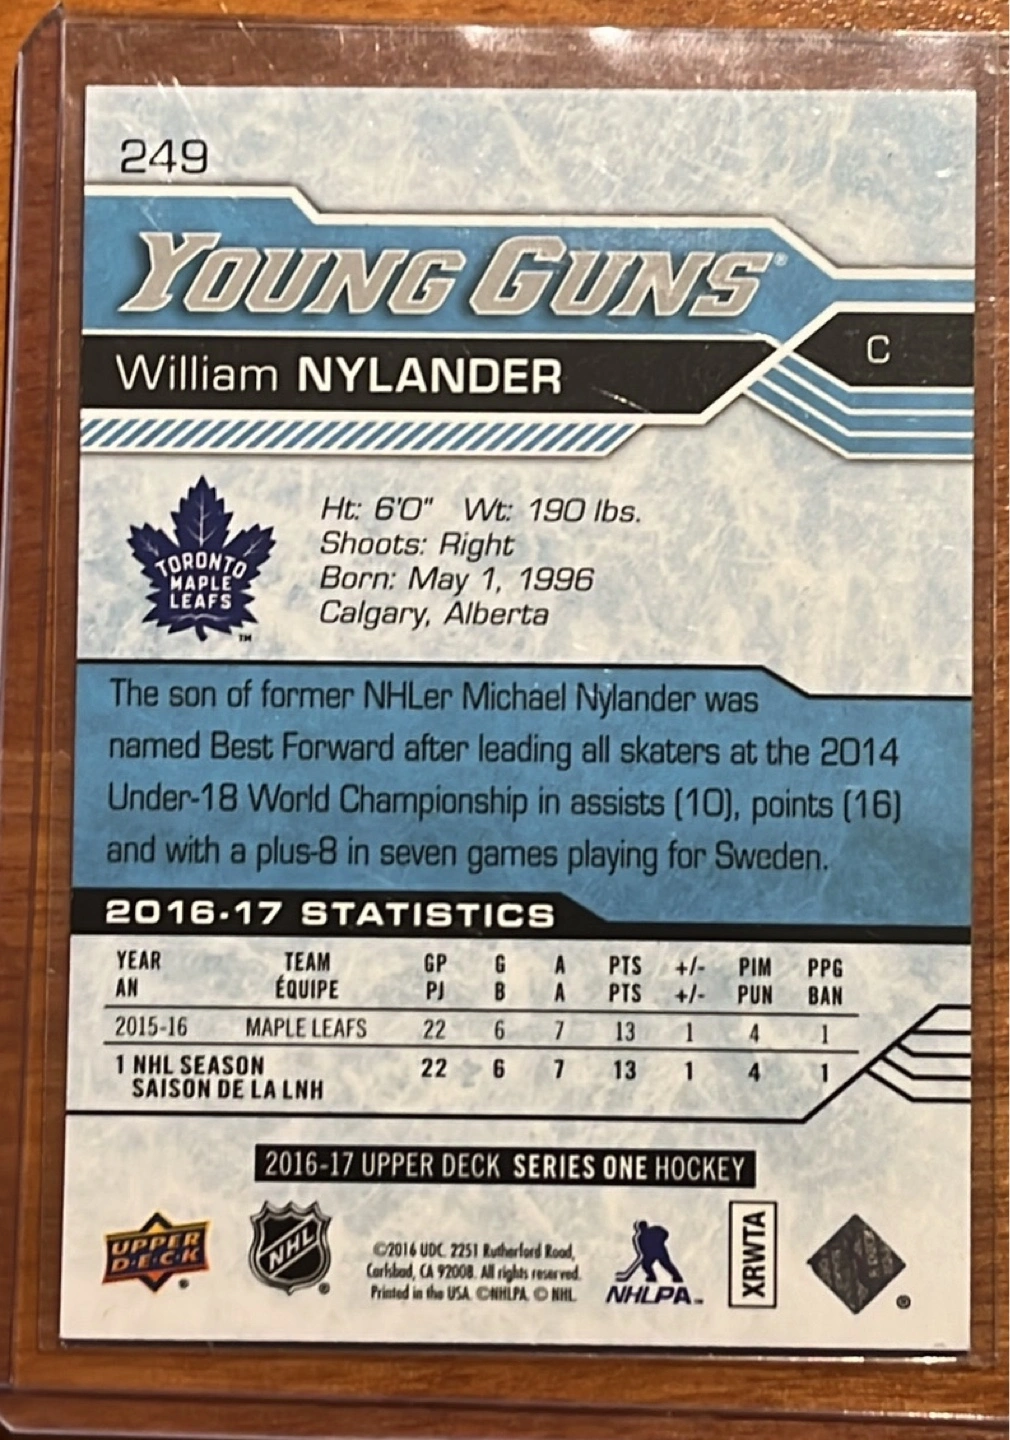 249
YOUNG GUNS®
William NYLANDER
C
TORONTO
MAPLE
LEAFS
TM
Ht: 6'0" Wt: 190 lbs.
Shoots: Right
Born: May 1, 1996
Calgary, Alberta
The son of former NHLer Michael Nylander was
named Best Forward after leading all skaters at the 2014
Under-18 World Championship in assists (10), points (16)
and with a plus-8 in seven games playing for Sweden.
2016-17 STATISTICS
YEAR TEAM GP G A PTS +/- PIM PPG
AN ÉQUIPE PJ B A PTS +/- PUN BAN
2015-16 MAPLE LEAFS 22 6 7 13 1 4 1
1 NHL SEASON 22 6 7 13 1 4 1
SAISON DE LA LNH
2016-17 UPPER DECK SERIES ONE HOCKEY
UPPER
D·E·C·K ®
NHL ®
©2016 UDC. 2251 Rutherford Road,
Carlsbad, CA 92008. All rights reserved.
Printed in the USA. ©NHLPA. © NHL.
NHLPA™
XRWTA
®